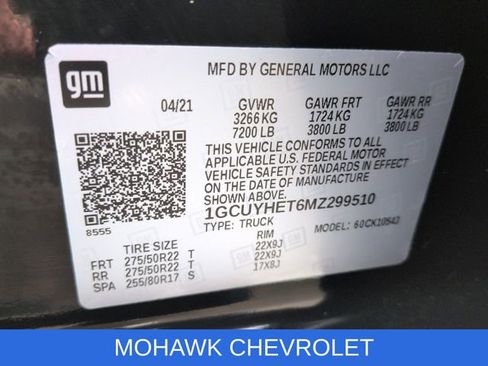 gm
MFD BY GENERAL MOTORS LLC
04/21 GVWR GAWR FRT GAWR RR
3266 KG 1724 KG 1724 KG
7200 LB 3800 LB 3800 LB
THIS VEHICLE CONFORMS TO ALL
APPLICABLE U.S. FEDERAL MOTOR
VEHICLE SAFETY STANDARDS IN EFFECT
ON THE DATE OF MANUFACTURE
SHOWN ABOVE.
1GCUYHET6MZ299510
8555 TYPE: TRUCK MODEL: 60CK10543
TIRE SIZE RIM
FRT 275/50R22 T 22X9J
RR 275/50R22 T 22X9J
SPA 255/80R17 S 17X8J
MOHAWK CHEVROLET